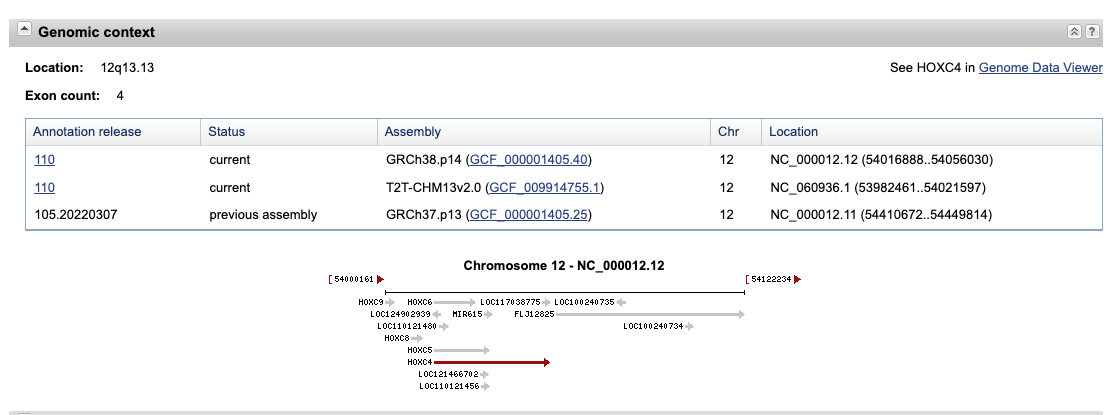 Genomic context ?
Location: 12q13.13 See HOXC4 in Genome Data Viewer
Exon count: 4
Annotation release Status Assembly Chr Location
110 current GRCh38.p14 (GCF_000001405.40) 12 NC_000012.12 (54016888..54056030)
110 current T2T-CHM13v2.0 (GCF_009914755.1) 12 NC_060936.1 (53982461..54021597)
105.20220307 previous assembly GRCh37.p13 (GCF_000001405.25) 12 NC_000012.11 (54410672..54449814)
Chromosome 12 - NC_000012.12
[ 54000161 [ 54122234
HOXC9 HOXC6 LOC117038775 LOC100240735
LOC124902939 MIR615 FLJ12825
LOC110121480 LOC100240734
HOXC8
HOXC5
HOXC4
LOC121466702
LOC110121456